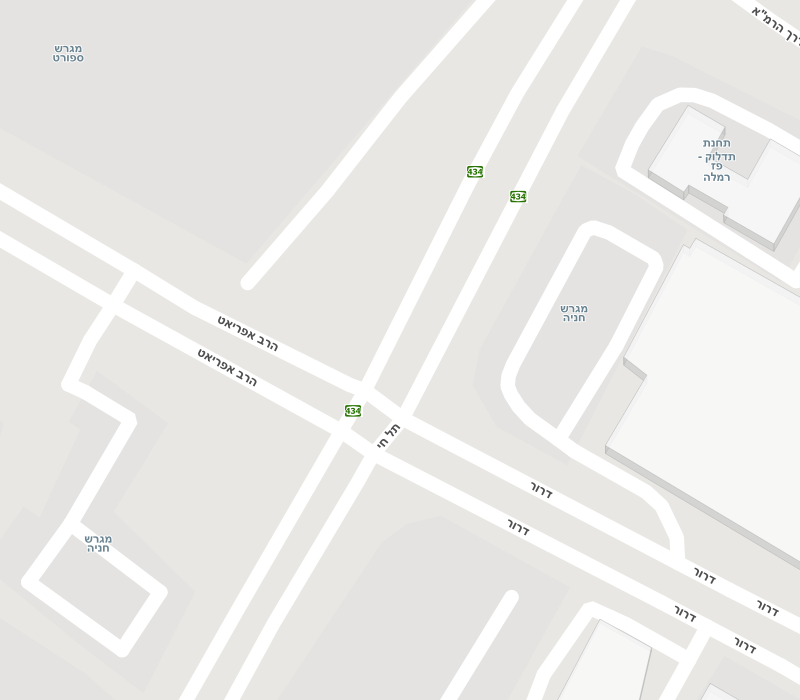 דרך הרמ"א
מגרש
ספורט
תחנת
תדלוק -
פז
רמלה
434
434
מגרש
חניה
הרב אפריאט
הרב אפריאט
434
תל חי
דרור
דרור
מגרש
חניה
דרור
דרור
דרור
דרור